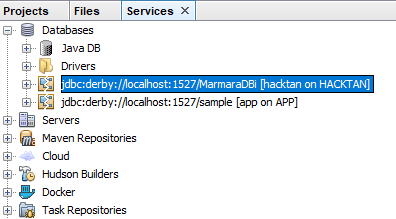 Projects Files Services
Databases
Java DB
Drivers
jdbc:derby://localhost:1527/MarmaraDBi [hacktan on HACKTAN]
jdbc:derby://localhost:1527/sample [app on APP]
Servers
Maven Repositories
Cloud
Hudson Builders
Docker
Task Repositories